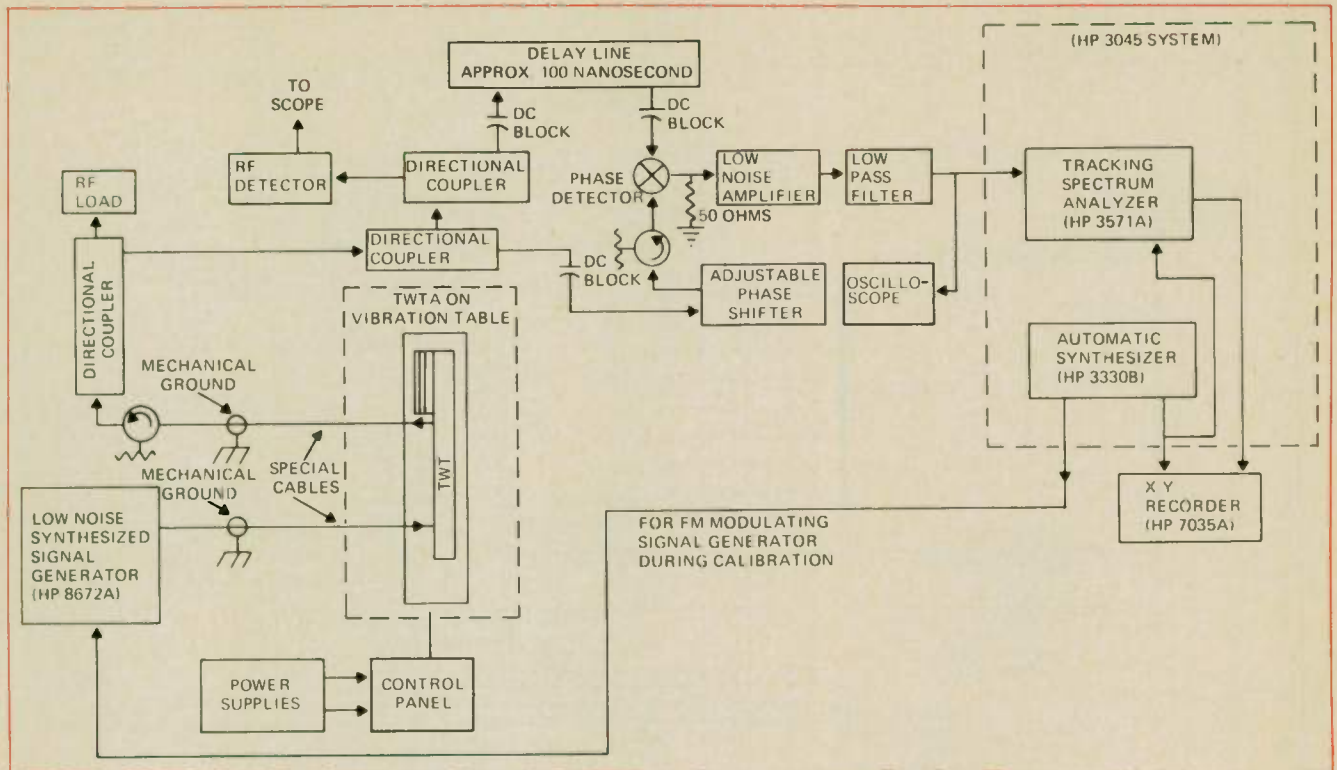 (HP 3045 SYSTEM)
DELAY LINE
APPROX. 100 NANOSECOND
TO
SCOPE
DC
BLOCK
DC
BLOCK
RF
DETECTOR
DIRECTIONAL
COUPLER
PHASE
DETECTOR
LOW
NOISE
AMPLIFIER
LOW
PASS
FILTER
TRACKING
SPECTRUM
ANALYZER
(HP 3571A)
RF
LOAD
50 OHMS
DIRECTIONAL
COUPLER
DC
BLOCK
ADJUSTABLE
PHASE
SHIFTER
OSCILLO-
SCOPE
DIRECTIONAL
COUPLER
TWTA ON
VIBRATION TABLE
AUTOMATIC
SYNTHESIZER
(HP 3330B)
MECHANICAL
GROUND
MECHANICAL
GROUND
SPECIAL
CABLES
TWT
LOW NOISE
SYNTHESIZED
SIGNAL
GENERATOR
(HP 8672A)
FOR FM MODULATING
SIGNAL GENERATOR
DURING CALIBRATION
X Y
RECORDER
(HP 7035A)
POWER
SUPPLIES
CONTROL
PANEL